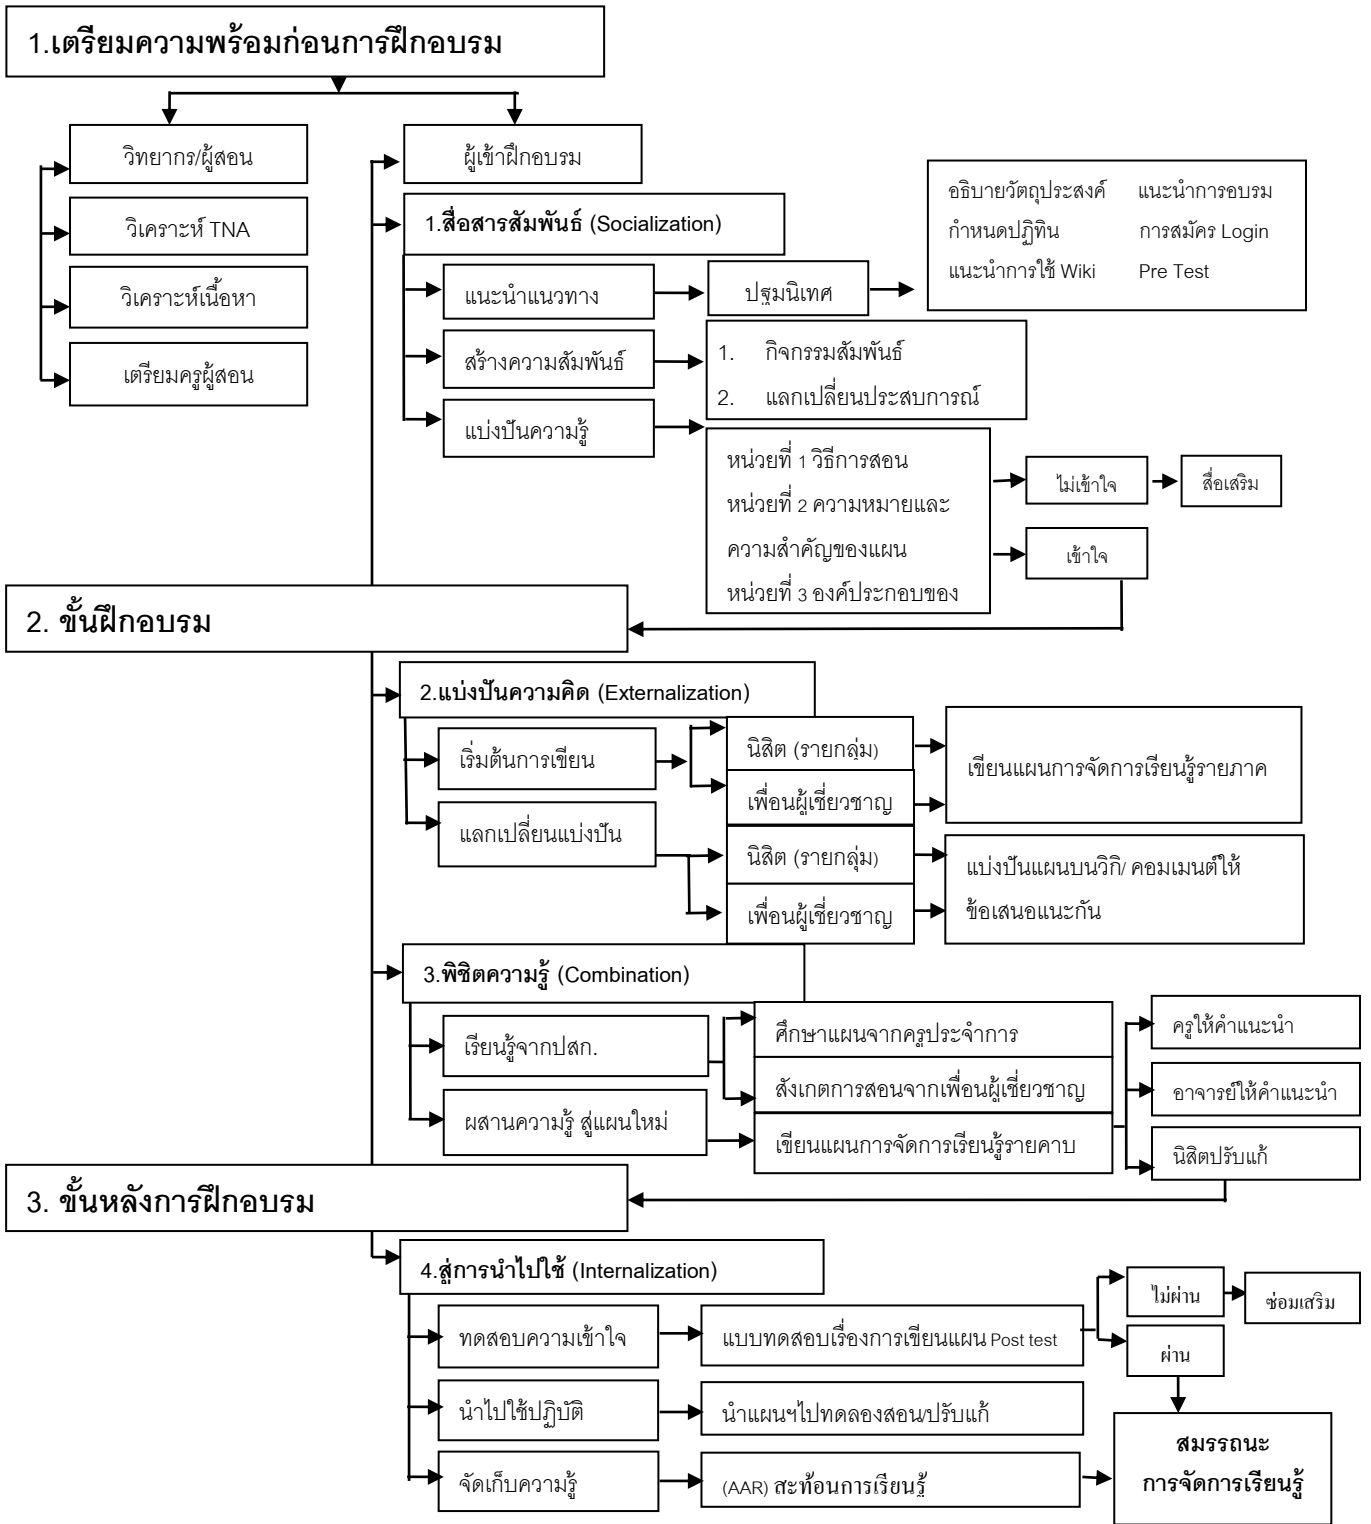 1.เตรียมความพร้อมก่อนการฝึกอบรม
วิทยากร/ผู้สอน
ผู้เข้าฝึกอบรม
วิเคราะห์ TNA
วิเคราะห์เนื้อหา
เตรียมครูผู้สอน
1.สื่อสารสัมพันธ์ (Socialization)
แนะนำแนวทาง
ปฐมนิเทศ
อธิบายวัตถุประสงค์ แนะนำการอบรม
กำหนดปฏิทิน การสมัคร Login
แนะนำการใช้ Wiki Pre Test
สร้างความสัมพันธ์
1. กิจกรรมสัมพันธ์
2. แลกเปลี่ยนประสบการณ์
แบ่งปันความรู้
หน่วยที่ 1 วิธีการสอน
หน่วยที่ 2 ความหมายและ
ความสำคัญของแผน
หน่วยที่ 3 องค์ประกอบของ
ไม่เข้าใจ
สื่อเสริม
เข้าใจ
2. ขั้นฝึกอบรม
2.แบ่งปันความคิด (Externalization)
เริ่มต้นการเขียน
นิสิต (รายกลุ่ม)
เพื่อนผู้เชี่ยวชาญ
เขียนแผนการจัดการเรียนรู้รายภาค
แลกเปลี่ยนแบ่งปัน
นิสิต (รายกลุ่ม)
เพื่อนผู้เชี่ยวชาญ
แบ่งปันแผนบนวิกิ/ คอมเมนต์ให้
ข้อเสนอแนะกัน
3.พิชิตความรู้ (Combination)
เรียนรู้จากปสก.
ศึกษาแผนจากครูประจำการ
สังเกตการสอนจากเพื่อนผู้เชี่ยวชาญ
ผสานความรู้ สู่แผนใหม่
เขียนแผนการจัดการเรียนรู้รายคาบ
ครูให้คำแนะนำ
อาจารย์ให้คำแนะนำ
นิสิตปรับแก้
3. ขั้นหลังการฝึกอบรม
4.สู่การนำไปใช้ (Internalization)
ทดสอบความเข้าใจ
แบบทดสอบเรื่องการเขียนแผน Post test
ไม่ผ่าน
ซ่อมเสริม
ผ่าน
นำไปใช้ปฏิบัติ
นำแผนฯไปทดลองสอน/ปรับแก้
จัดเก็บความรู้
(AAR) สะท้อนการเรียนรู้
สมรรถนะ
การจัดการเรียนรู้